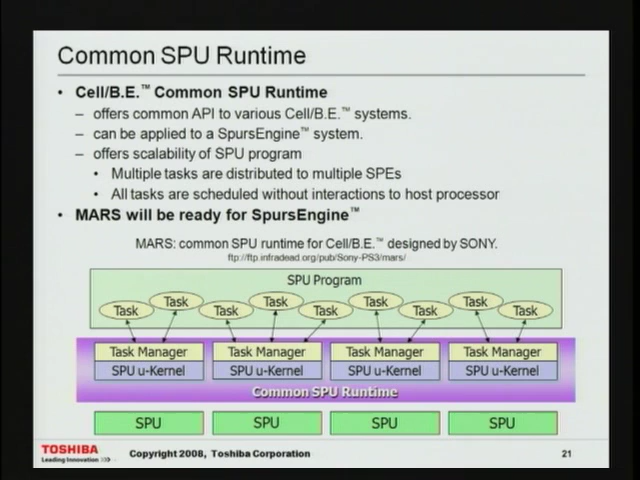 Common SPU Runtime
• Cell/B.E.™ Common SPU Runtime
– offers common API to various Cell/B.E.™ systems.
– can be applied to a SpursEngine™ system.
– offers scalability of SPU program
• Multiple tasks are distributed to multiple SPEs
• All tasks are scheduled without interactions to host processor
• MARS will be ready for SpursEngine™
MARS: common SPU runtime for Cell/B.E.™ designed by SONY.
ftp://ftp.infradead.org/pub/Sony-PS3/mars/
SPU Program
Task Task Task Task Task Task Task Task Task
Task Manager Task Manager Task Manager Task Manager
SPU u-Kernel SPU u-Kernel SPU u-Kernel SPU u-Kernel
Common SPU Runtime
SPU SPU SPU SPU
TOSHIBA
Leading Innovation >>>
Copyright 2008, Toshiba Corporation
21